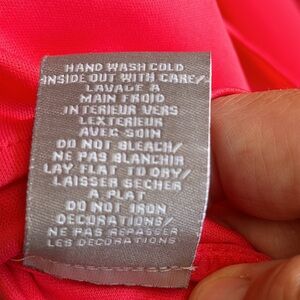 HAND WASH COLD
INSIDE OUT WITH CARE//
LAVAGE A
MAIN FROID
INTERIEUR VERS
LEXTERIEUR
AVEC SOIN
DO NOT BLEACH/
NE PAS BLANCHIR
LAY FLAT TO DRY/
LAISSER SECHER
A PLAT
DO NOT IRON
DECORATIONS/
NE PAS REPASSER
LES DECORATIONS